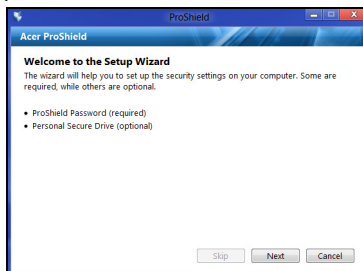 ProShield
Acer ProShield
Welcome to the Setup Wizard
The wizard will help you to set up the security settings on your computer. Some are
required, while others are optional.
• ProShield Password (required)
• Personal Secure Drive (optional)
Skip Next Cancel